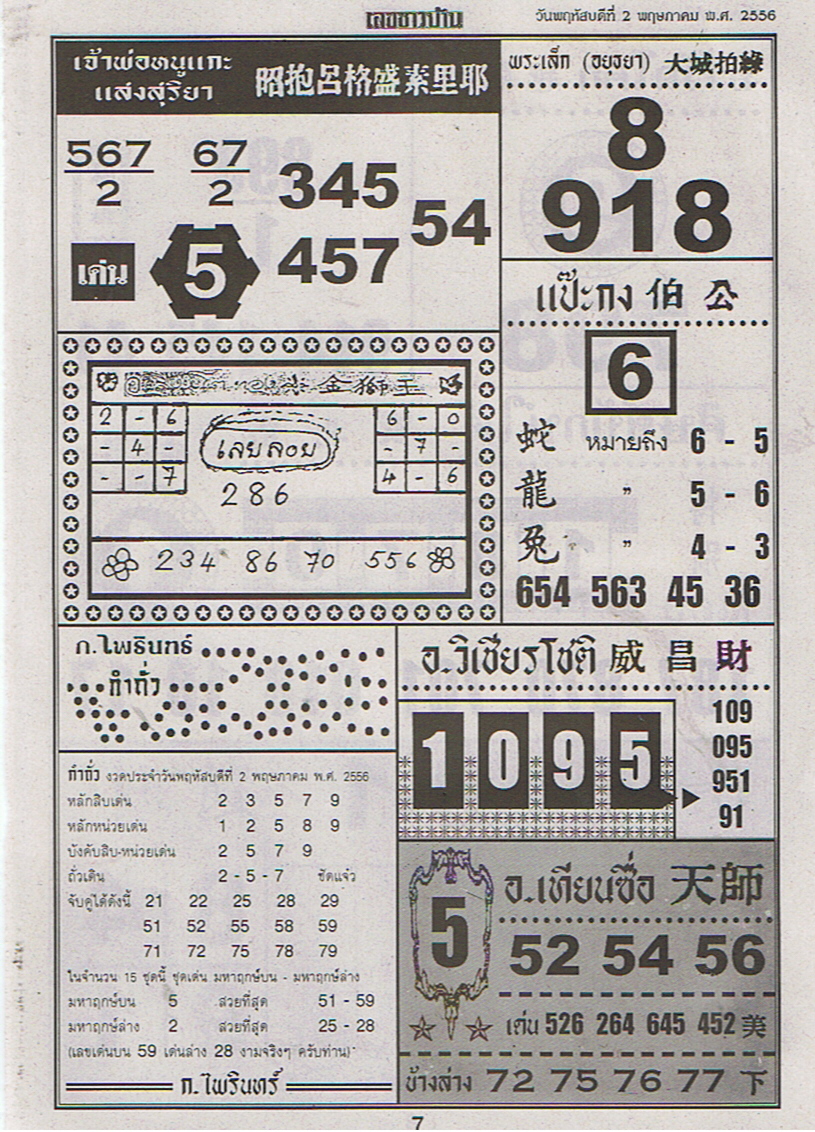 เลขชาวบ้าน
วันพฤหัสบดีที่ 2 พฤษภาคม พ.ศ. 2556
เจ้าพ่อหนูแกะ
แสงสุริยา
昭抱呂格盛素里耶
567
2
67
2
345
54
457
เด่น
5
พระเล็ก (อยุธยา) 大城拍緣
8
918
แป๊ะกง 伯公
6
蛇 หมายถึง 6 - 5
龍 " 5 - 6
兔 " 4 - 3
654 563 45 36
小金獅王
2 - 6
- 4 -
- - 7
เลขลอย
286
6 - 0
- 7 -
4 - 6
234 86 70 556
ก.ไพรินทร์
กำถั่ว
กำถั่ว งวดประจำวันพฤหัสบดีที่ 2 พฤษภาคม พ.ศ. 2556
หลักสิบเด่น 2 3 5 7 9
หลักหน่วยเด่น 1 2 5 8 9
บังคับสิบ-หน่วยเด่น 2 5 7 9
ถั่วเดิน 2 - 5 - 7 ชัดแจ๋ว
จับคู่ได้ดังนี้ 21 22 25 28 29
51 52 55 58 59
71 72 75 78 79
ในจำนวน 15 ชุดนี้ ชุดเด่น มหาฤกษ์บน - มหาฤกษ์ล่าง
มหาฤกษ์บน 5 สวยที่สุด 51 - 59
มหาฤกษ์ล่าง 2 สวยที่สุด 25 - 28
(เลขเด่นบน 59 เด่นล่าง 28 งามจริงๆ ครับท่าน)
ก.ไพรินทร์
อ.วิเชียรโชติ 威昌財
1095
109
095
951
91
5
อ.เทียนซือ 天師
52 54 56
เด่น 526 264 645 452 美
ข้างล่าง 72 75 76 77 下
7